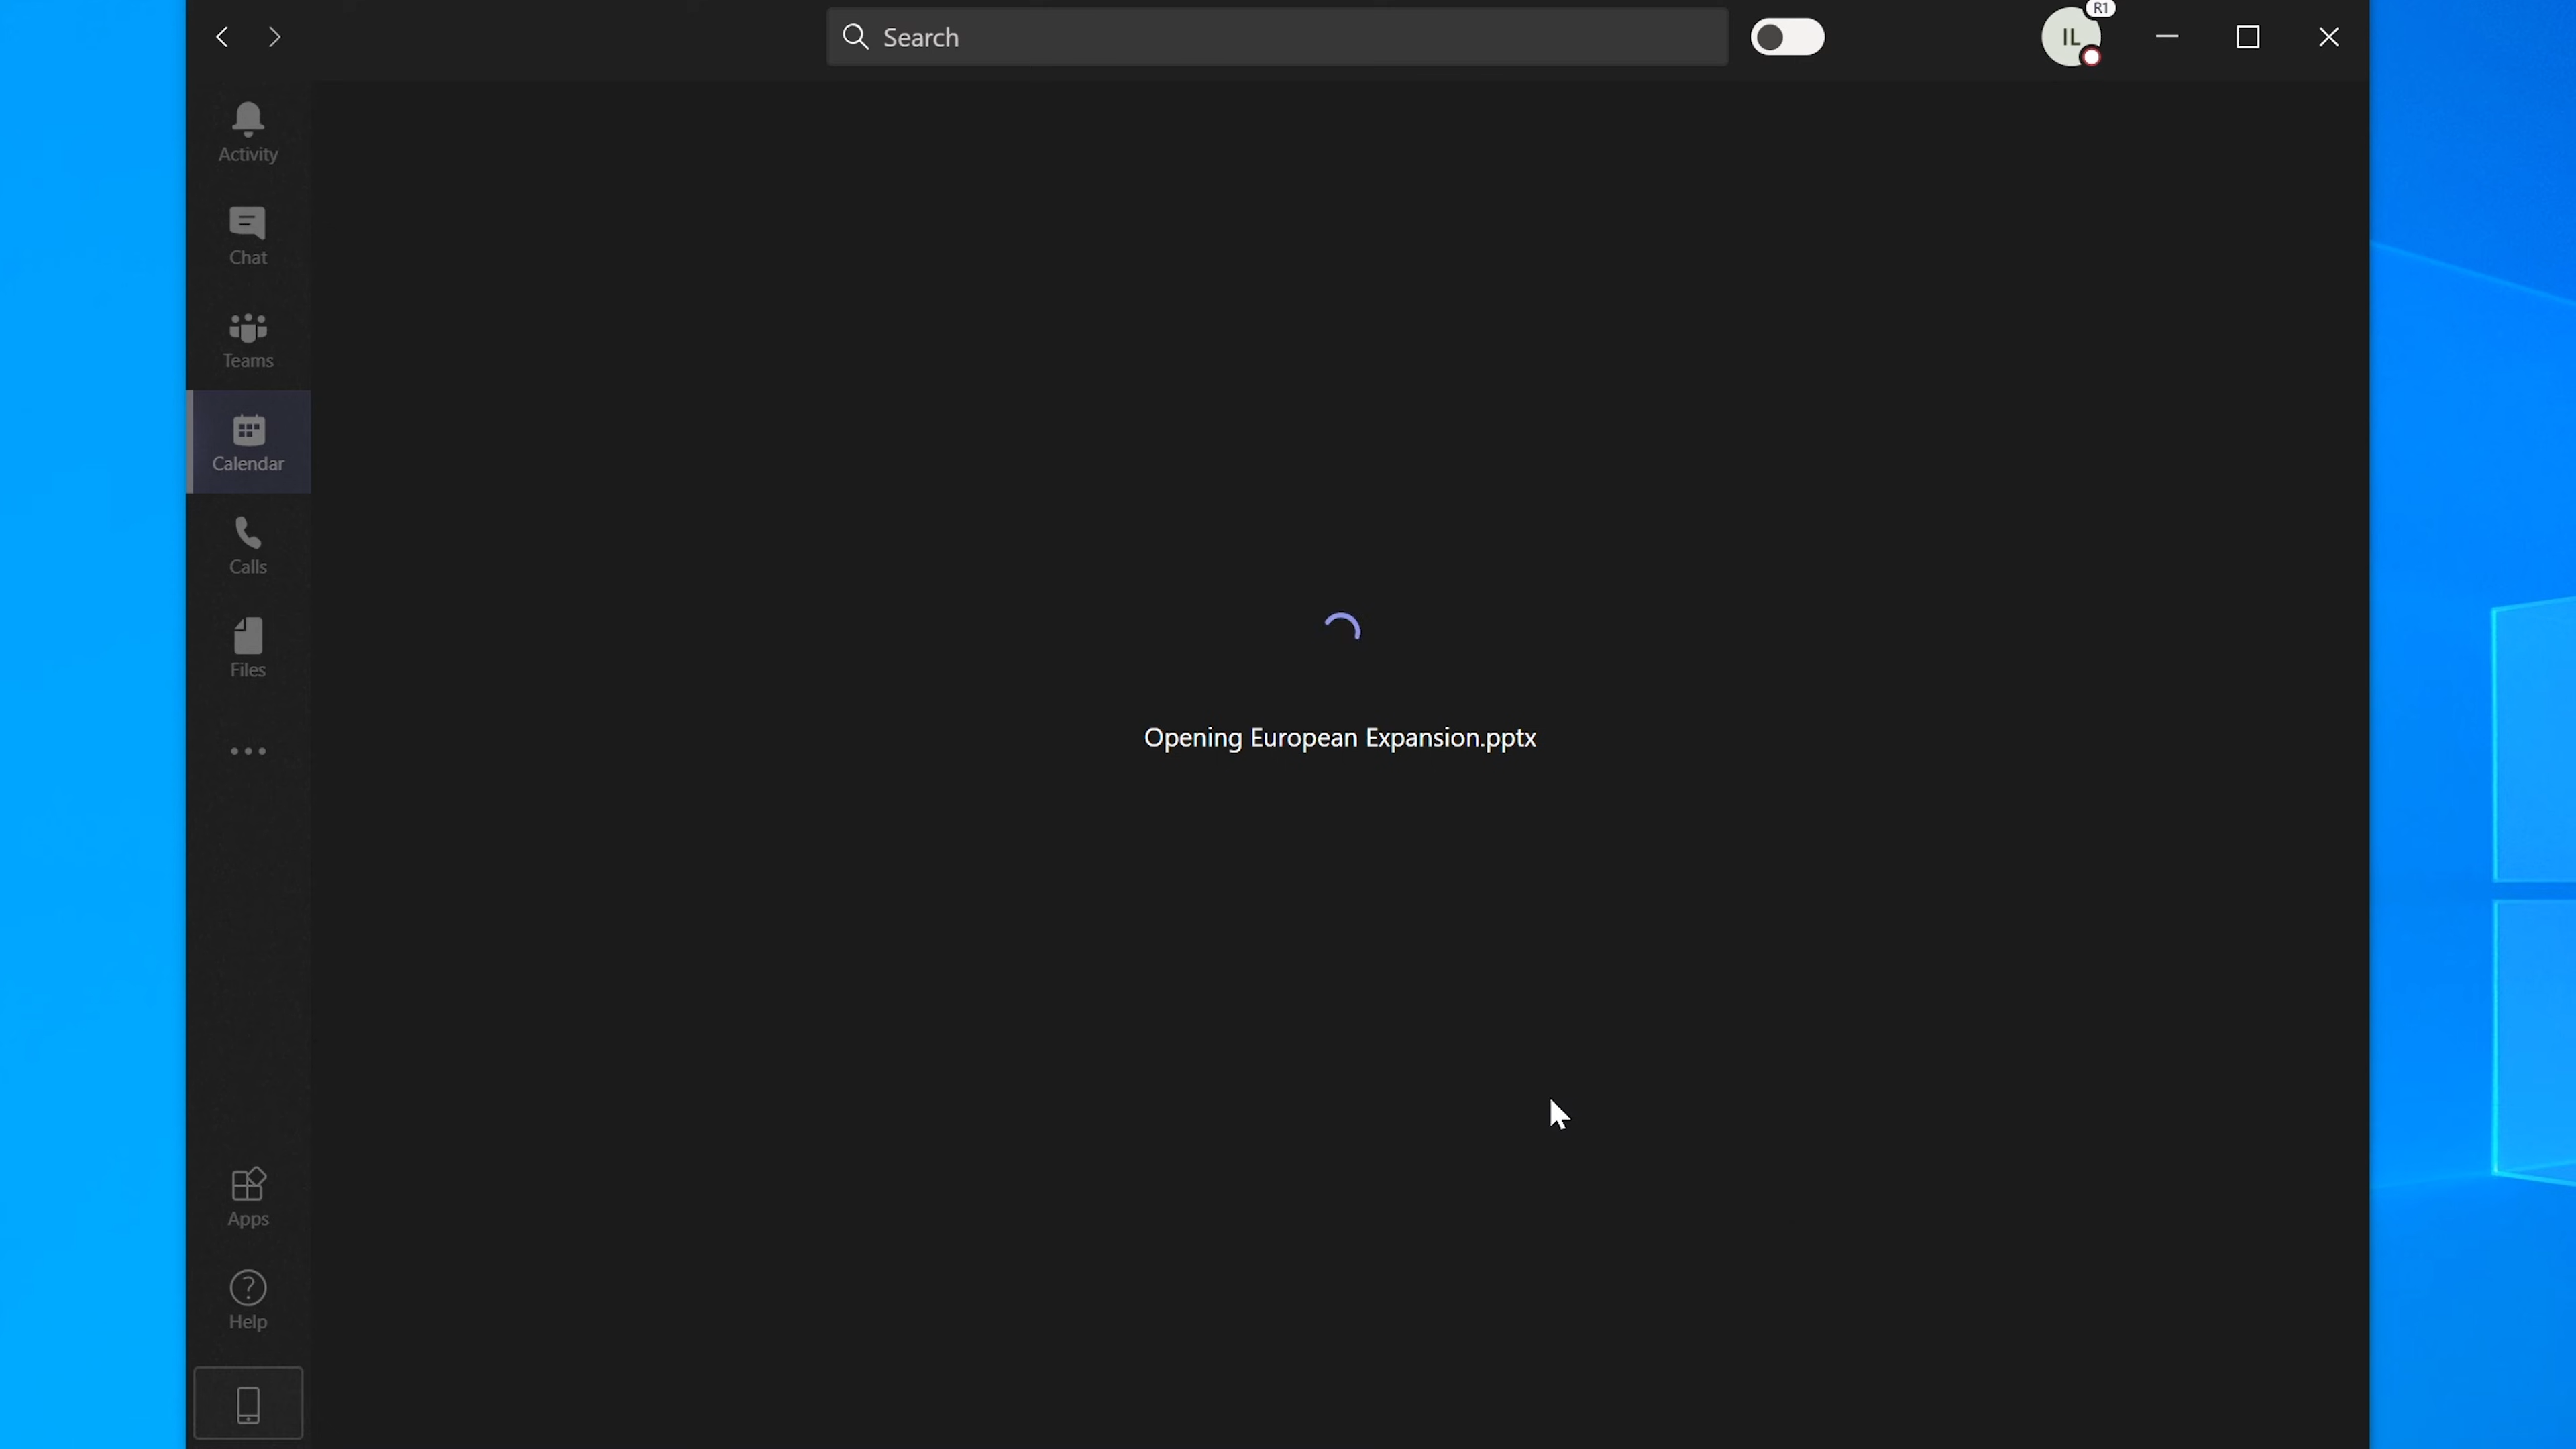 Search
IL
R1
Activity
Chat
Teams
Calendar
Calls
Files
Opening European Expansion.pptx
Apps
Help